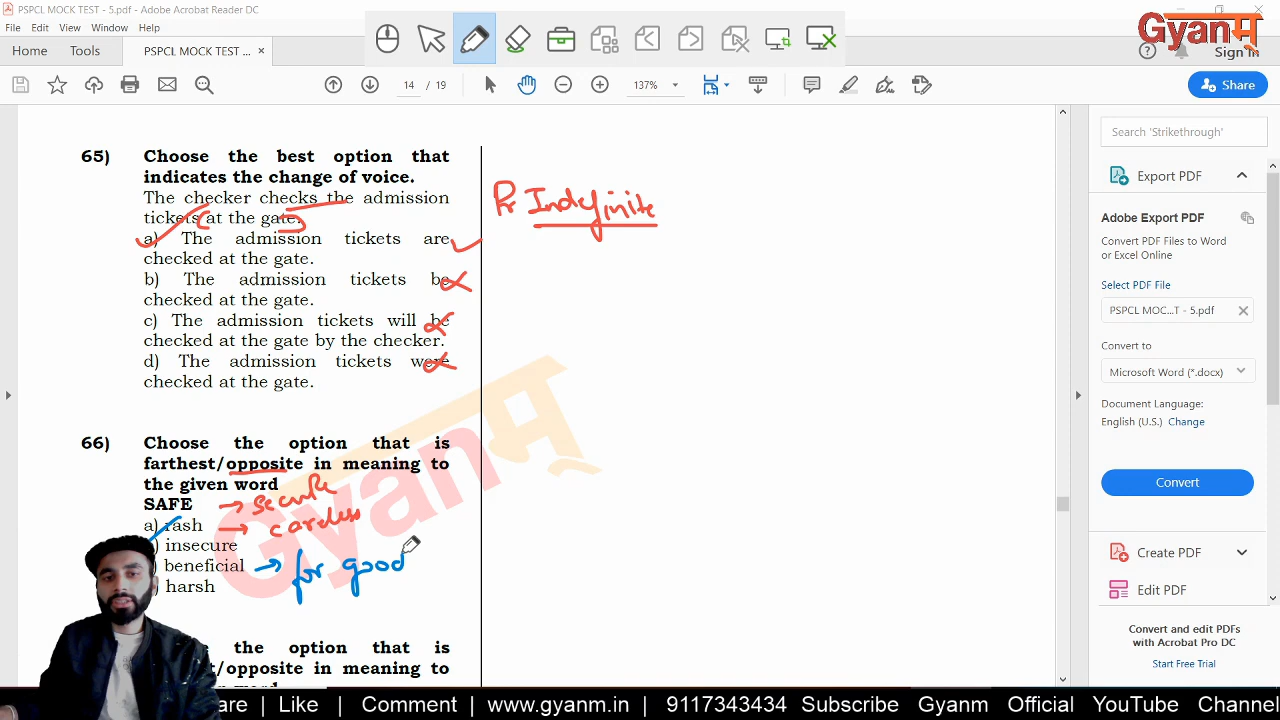 PSPCL MOCK TEST - 5.pdf - Adobe Acrobat Reader DC
File Edit View Window Help
Gyanम्
Home Tools PSPCL MOCK TEST ... × Sign In
14 / 19 137% Share
65) Choose the best option that
indicates the change of voice.
The checker checks the admission
tickets at the gate.
a) The admission tickets are
checked at the gate.
b) The admission tickets be
checked at the gate.
c) The admission tickets will be
checked at the gate by the checker.
d) The admission tickets were
checked at the gate.
Pr Indefinite
66) Choose the option that is
farthest/opposite in meaning to
the given word
SAFE → secure
a) rash → careless
) insecure
) beneficial → for good
) harsh
the option that is
/opposite in meaning to
Gyanम्
Search 'Strikethrough'
Export PDF
Adobe Export PDF
Convert PDF Files to Word
or Excel Online
Select PDF File
PSPCL MOC...T - 5.pdf
Convert to
Microsoft Word (*.docx)
Document Language:
English (U.S.) Change
Convert
Create PDF
Edit PDF
Convert and edit PDFs
with Acrobat Pro DC
Start Free Trial
are | Like | Comment | www.gyanm.in | 9117343434 Subscribe Gyanm Official YouTube Channel